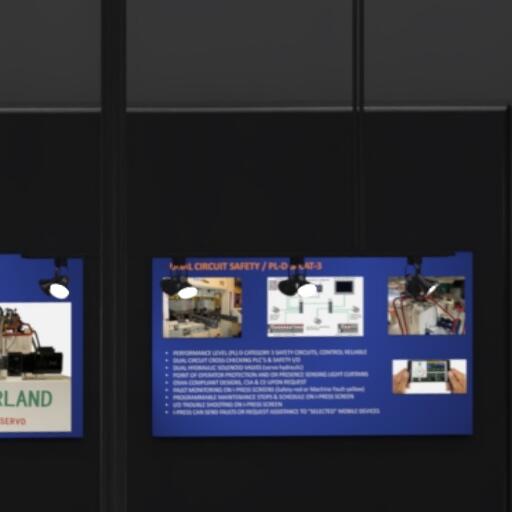 DUAL CIRCUIT SAFETY / PL-D & CAT-3
PERFORMANCE LEVEL (PL) D CATEGORY 3 SAFETY CIRCUITS, CONTROL RELIABLE
DUAL CIRCUIT CROSS CHECKING PLC'S & SAFETY I/O
DUAL HYDRAULIC SOLENOID VALVES (servo hydraulic)
POINT OF OPERATOR PROTECTION AND/OR PRESENCE SENSING LIGHT CURTAINS
OSHA COMPLIANT DESIGNS, CSA & CE UPON REQUEST
FAULT MONITORING ON I-PRESS SCREENS (Safety-red or Machine Fault-yellow)
PROGRAMMABLE MAINTENANCE STOPS & SCHEDULE ON I-PRESS SCREEN
I/O TROUBLE SHOOTING ON I-PRESS SCREEN
I-PRESS CAN SEND FAULTS OR REQUEST ASSISTANCE TO "SELECTED" MOBILE DEVICES
RLAND
SERVO